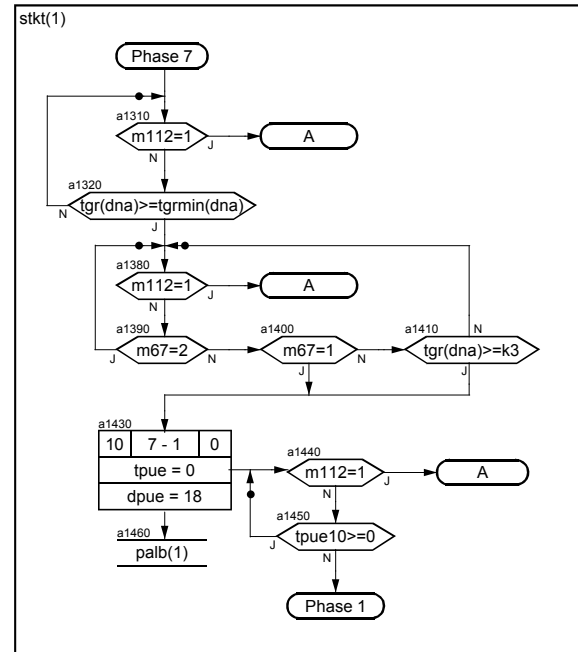 stkt(1)
Phase 7
a1310
m112=1
J
A
N
a1320
tgr(dna)>=tgrmin(dna)
N
J
a1380
m112=1
J
A
N
a1390
m67=2
J
N
a1400
m67=1
N
J
a1410
N
tgr(dna)>=k3
J
a1430
10 7 - 1 0
tpue = 0
dpue = 18
a1440
m112=1
J
A
N
a1450
tpue10>=0
J
N
a1460
palb(1)
Phase 1